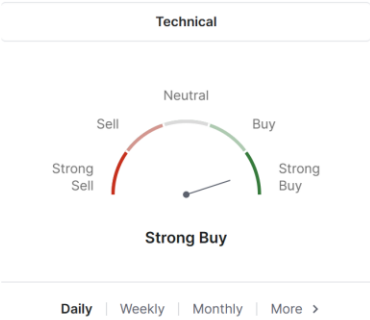 Technical
Neutral
Sell
Buy
Strong
Sell
Strong
Buy
Strong Buy
Daily
Weekly
Monthly
More